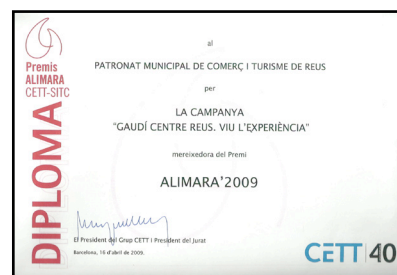 Premis
ALIMARA
CETT-SITC
DIPLOMA
al
PATRONAT MUNICIPAL DE COMERÇ I TURISME DE REUS
per
LA CAMPANYA
"GAUDÍ CENTRE REUS. VIU L'EXPERIÈNCIA"
mereixedora del Premi
ALIMARA'2009
El President del Grup CETT i President del Jurat
Barcelona, 16 d'abril de 2009.
CETT 40